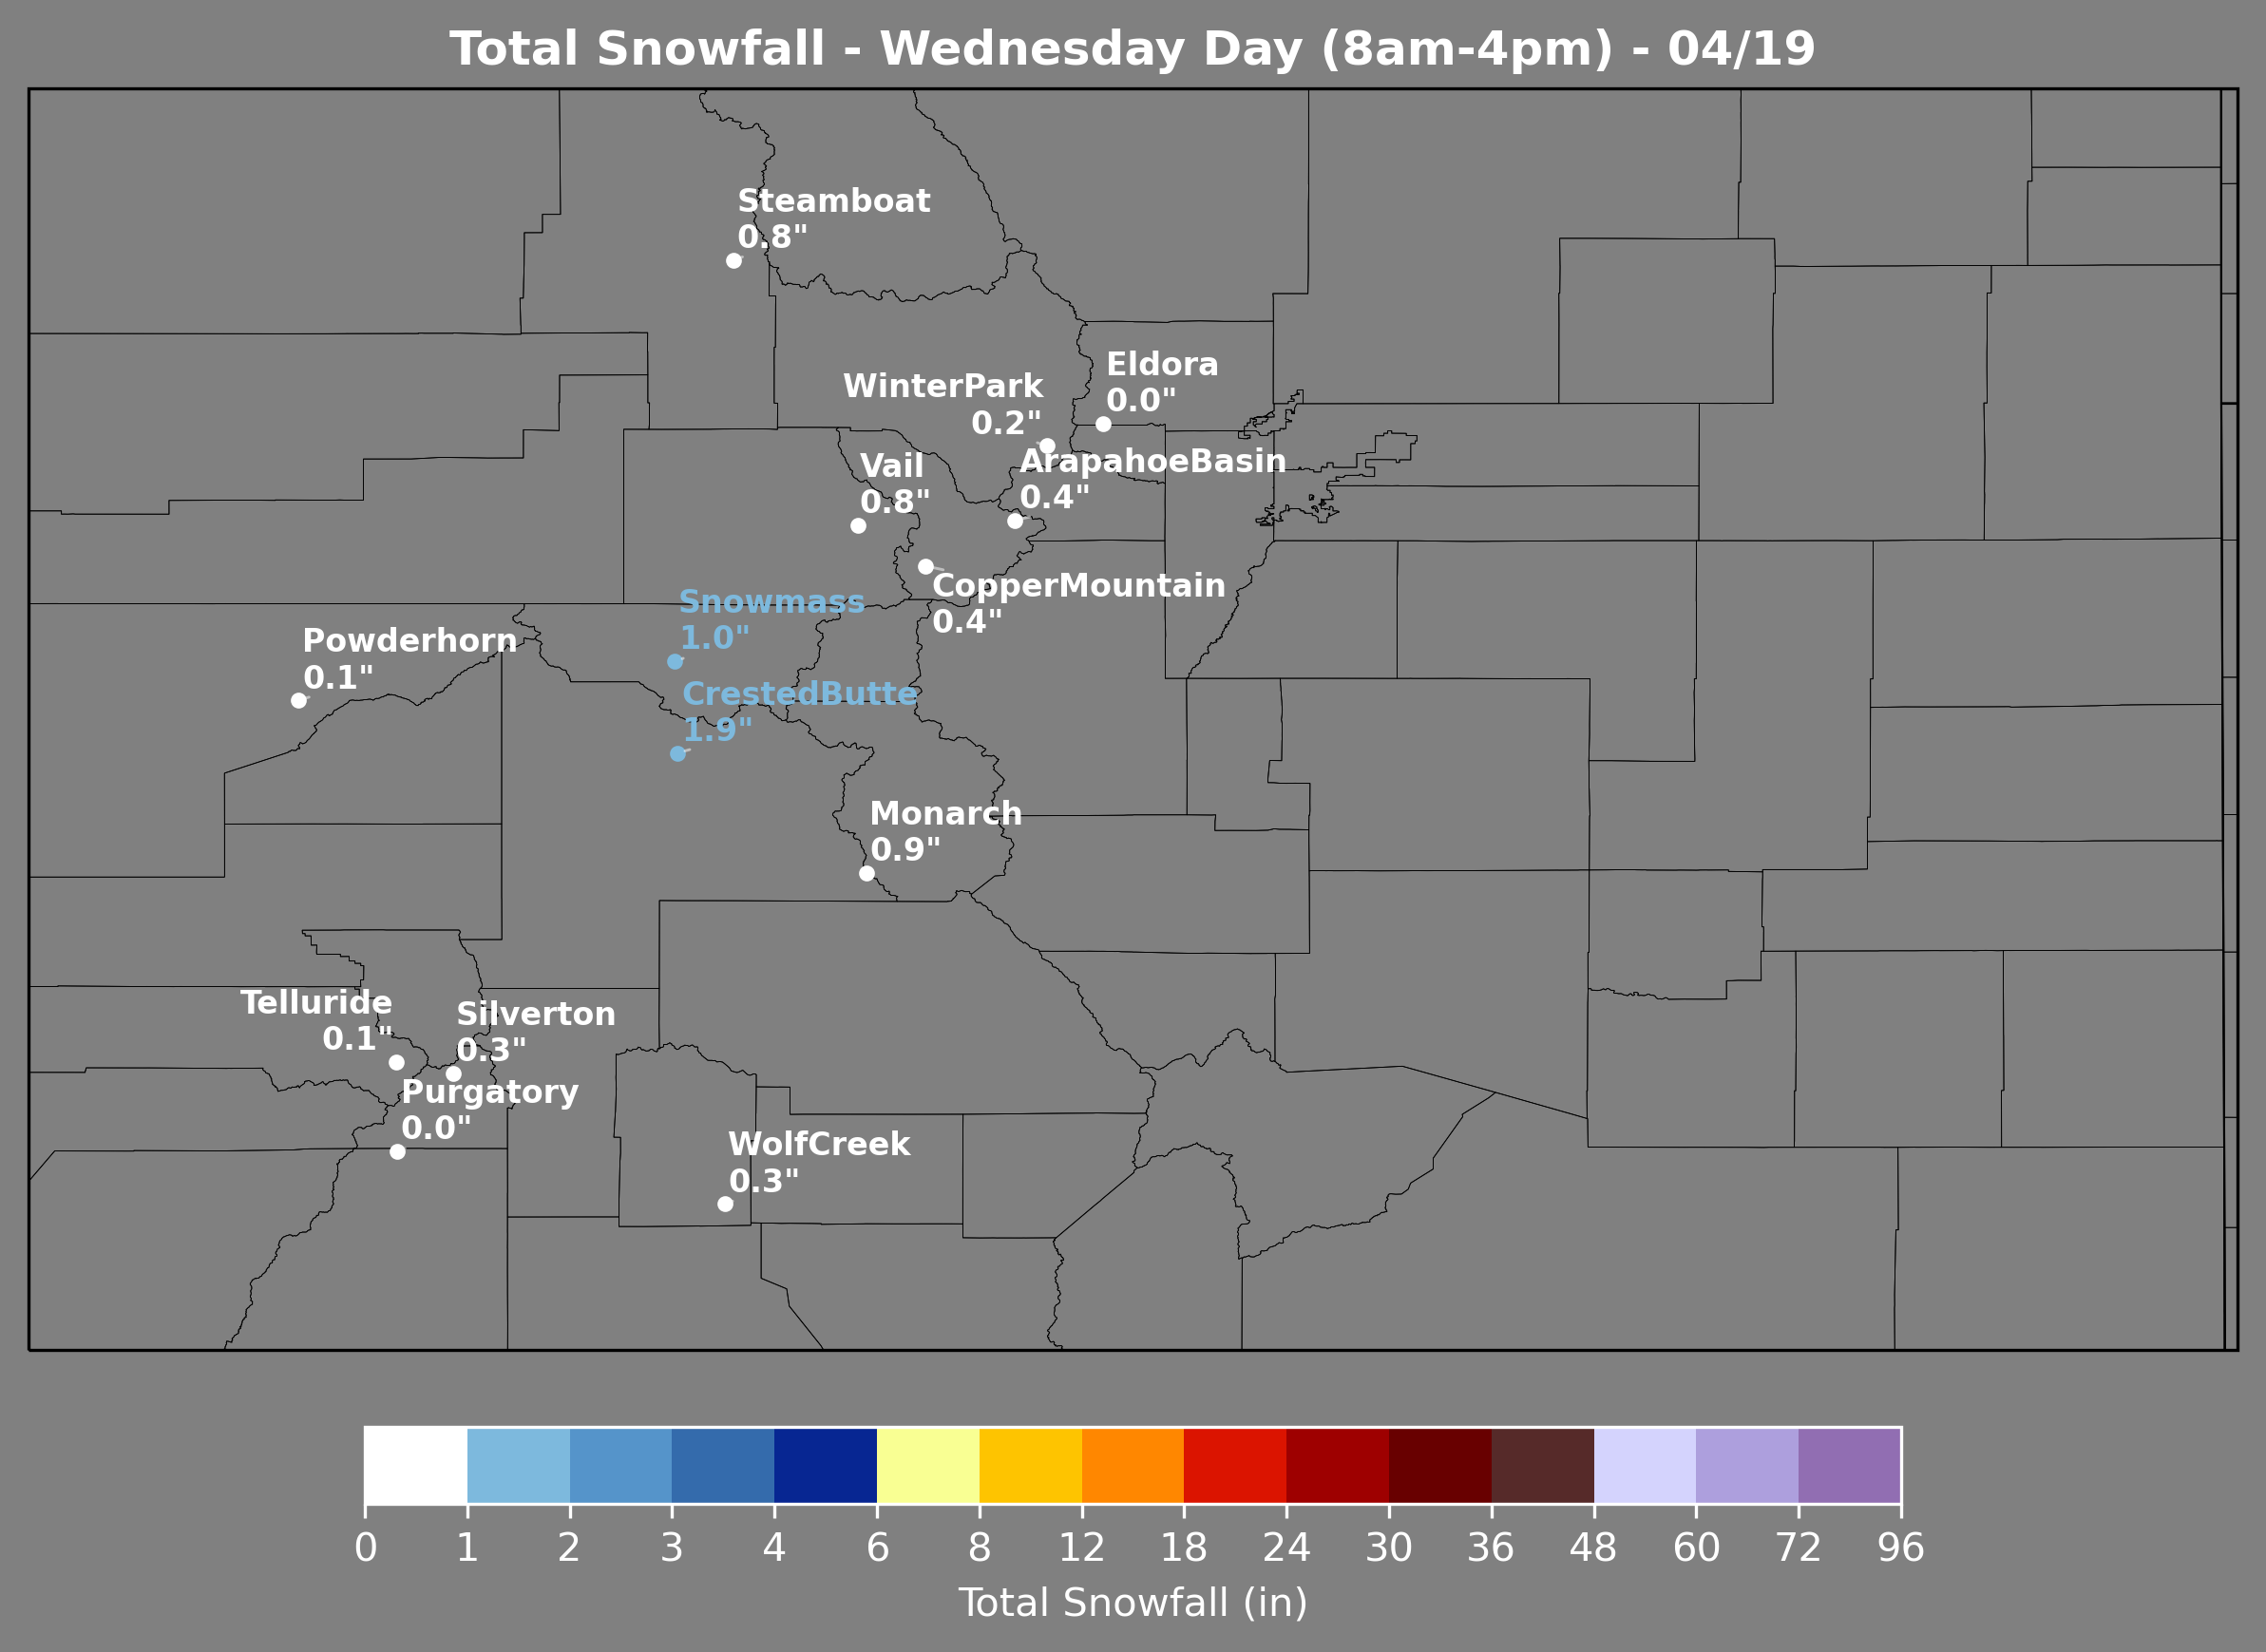 Total Snowfall - Wednesday Day (8am-4pm) - 04/19
Steamboat
0.8"
Eldora
0.0"
WinterPark
0.2"
Vail
0.8"
ArapahoeBasin
0.4"
CopperMountain
0.4"
Snowmass
1.0"
Powderhorn
0.1"
CrestedButte
1.9"
Monarch
0.9"
Telluride
0.1"
Silverton
0.3"
Purgatory
0.0"
WolfCreek
0.3"
0 1 2 3 4 6 8 12 18 24 30 36 48 60 72 96
Total Snowfall (in)